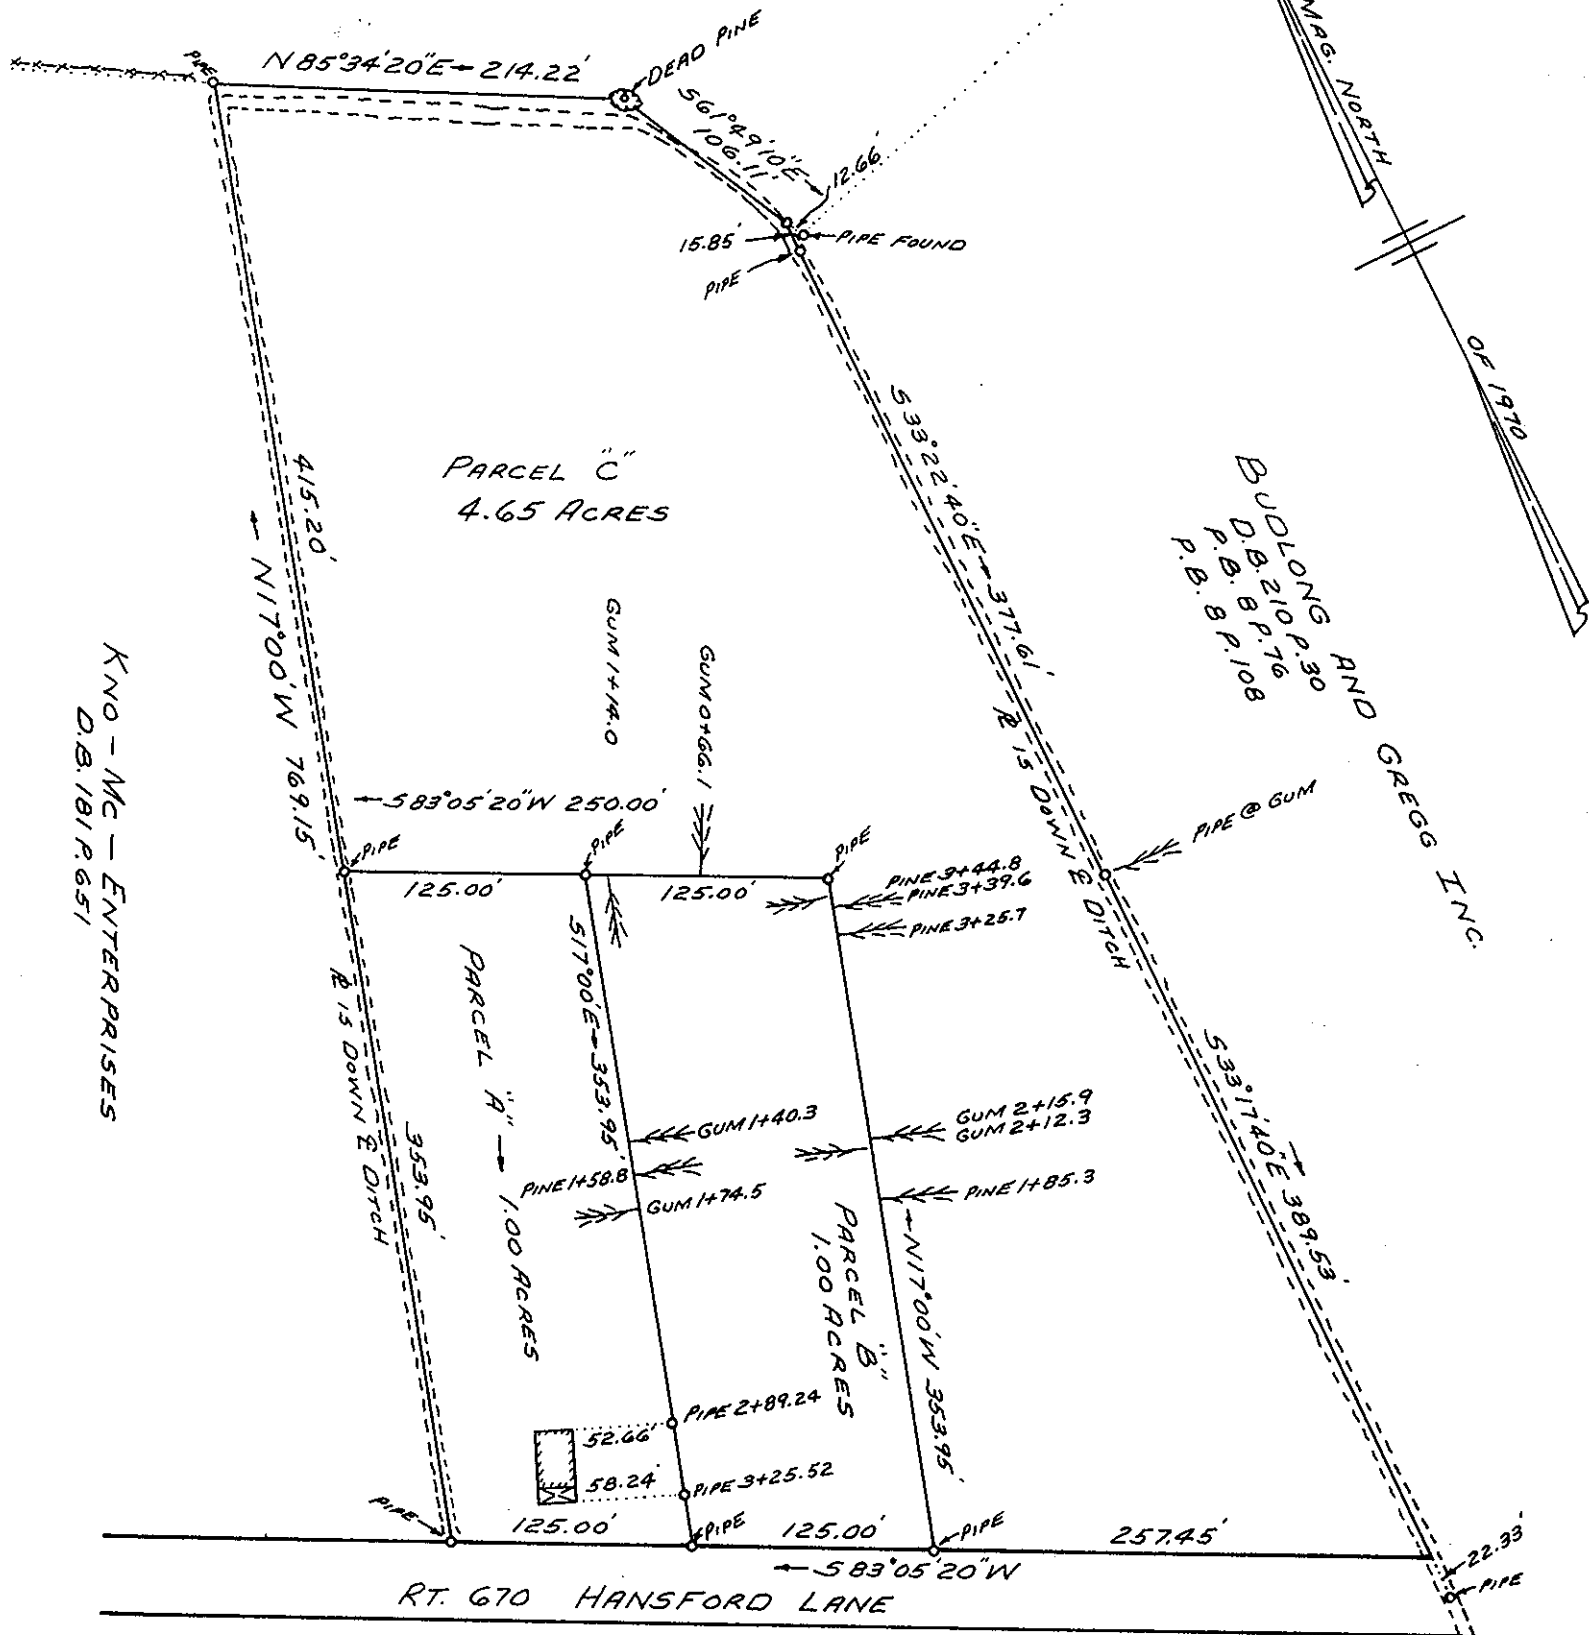 MAG. NORTH
OF 1970
PIPE
N85°34'20"E 214.22'
DEAD PINE
S61°49'10"E
106.11'
12.66'
15.85'
PIPE FOUND
PIPE
PARCEL "C"
4.65 ACRES
415.20'
N17°00'W 769.15'
S33°22'40"E 377.61'
℄ 15 DOWN ℄ DITCH
BUDLONG AND GREGG INC.
D.B. 210 P.30
P.B. 8 P.76
P.B. 8 P.108
KNO-MC-ENTERPRISES
D.B. 181 P.651
GUM 1+14.0
GUM 0+66.1
S83°05'20"W 250.00'
PIPE
PIPE
PIPE
125.00'
125.00'
PIPE @ GUM
PINE 3+44.8
PINE 3+39.6
PINE 3+25.7
PARCEL "A"
1.00 ACRES
S17°00'E 353.95'
℄ 15 DOWN ℄ DITCH
353.95'
GUM 1+40.3
PINE 1+58.8
GUM 1+74.5
GUM 2+15.9
GUM 2+12.3
PINE 1+85.3
S33°17'40"E 389.53'
PARCEL "B"
1.00 ACRES
N17°00'W 353.95'
PIPE 2+89.24
52.66'
58.24'
PIPE 3+25.52
PIPE
125.00'
PIPE
125.00'
PIPE
257.45'
22.33'
PIPE
S83°05'20"W
RT. 670 HANSFORD LANE